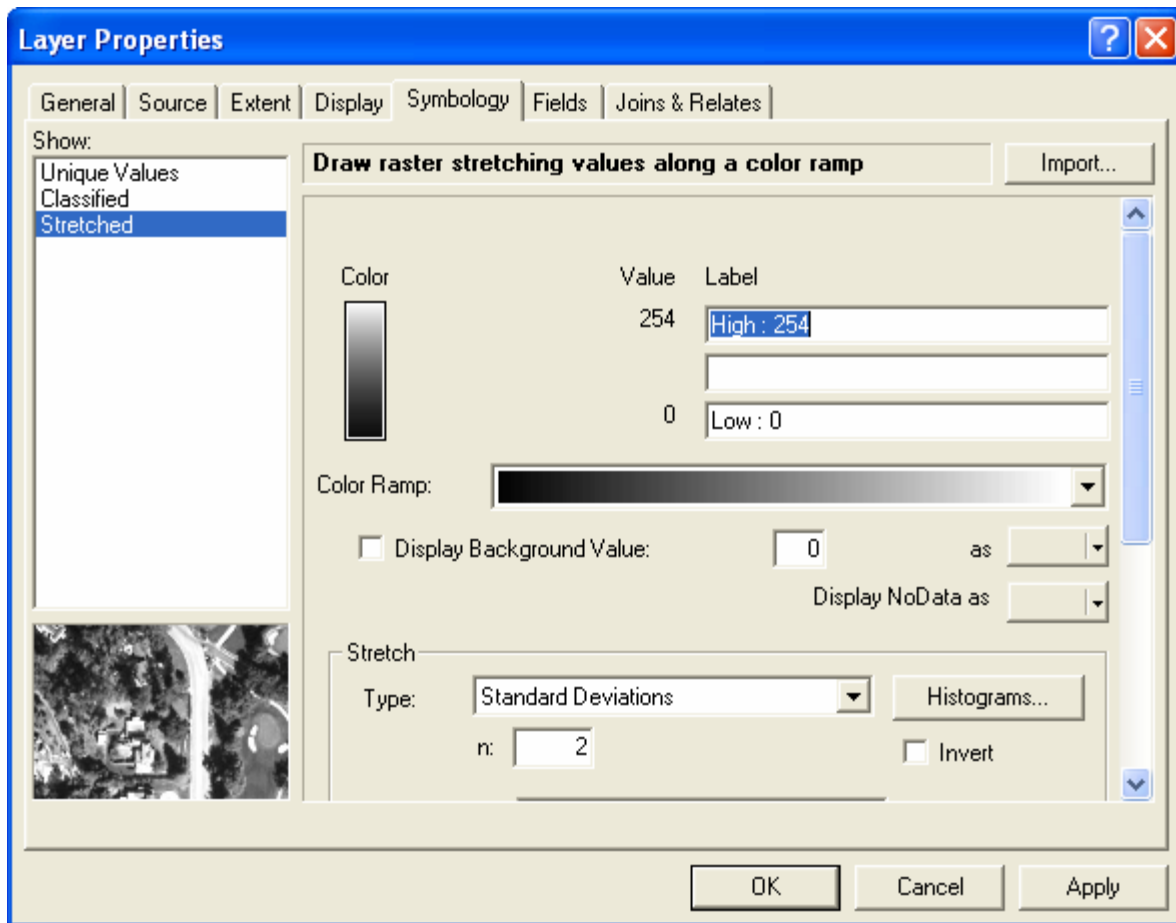 Layer Properties
General Source Extent Display Symbology Fields Joins & Relates
Show:
Unique Values
Classified
Stretched
Draw raster stretching values along a color ramp
Import...
Color Value Label
254 High : 254
0 Low : 0
Color Ramp:
Display Background Value: 0 as
Display NoData as
Stretch
Type: Standard Deviations Histograms...
n: 2 Invert
OK Cancel Apply